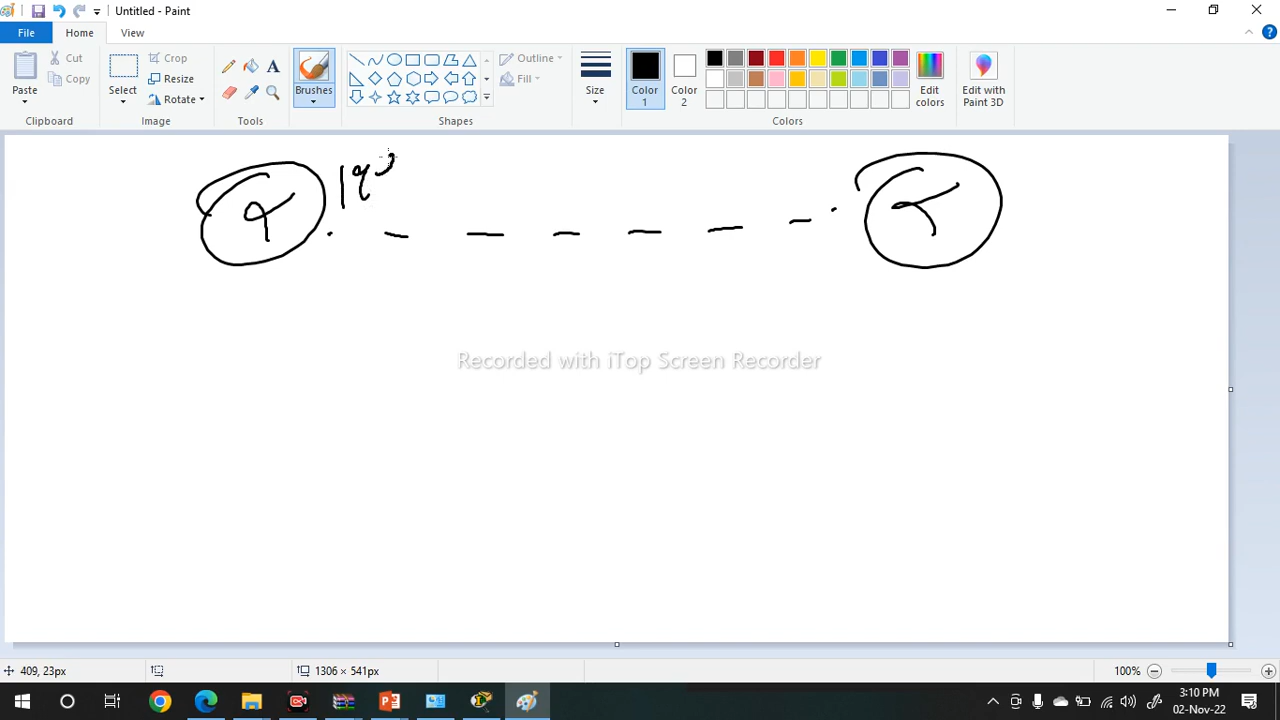 Untitled - Paint
File Home View
Paste Cut Copy Clipboard
Select Crop Resize Rotate Image
Tools
Brushes
Outline Fill Shapes
Size
Color 1
Color 2
Edit colors
Colors
Edit with Paint 3D
Recorded with iTop Screen Recorder
409, 23px 1306 × 541px 100%
3:10 PM
02-Nov-22